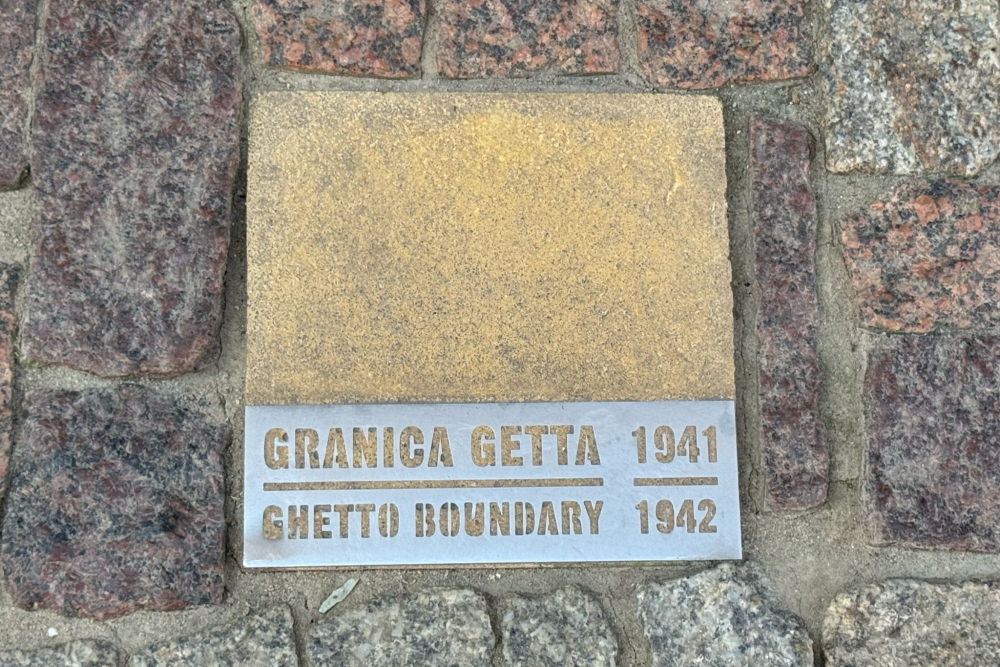 GRANICA GETTA 1941
GHETTO BOUNDARY 1942